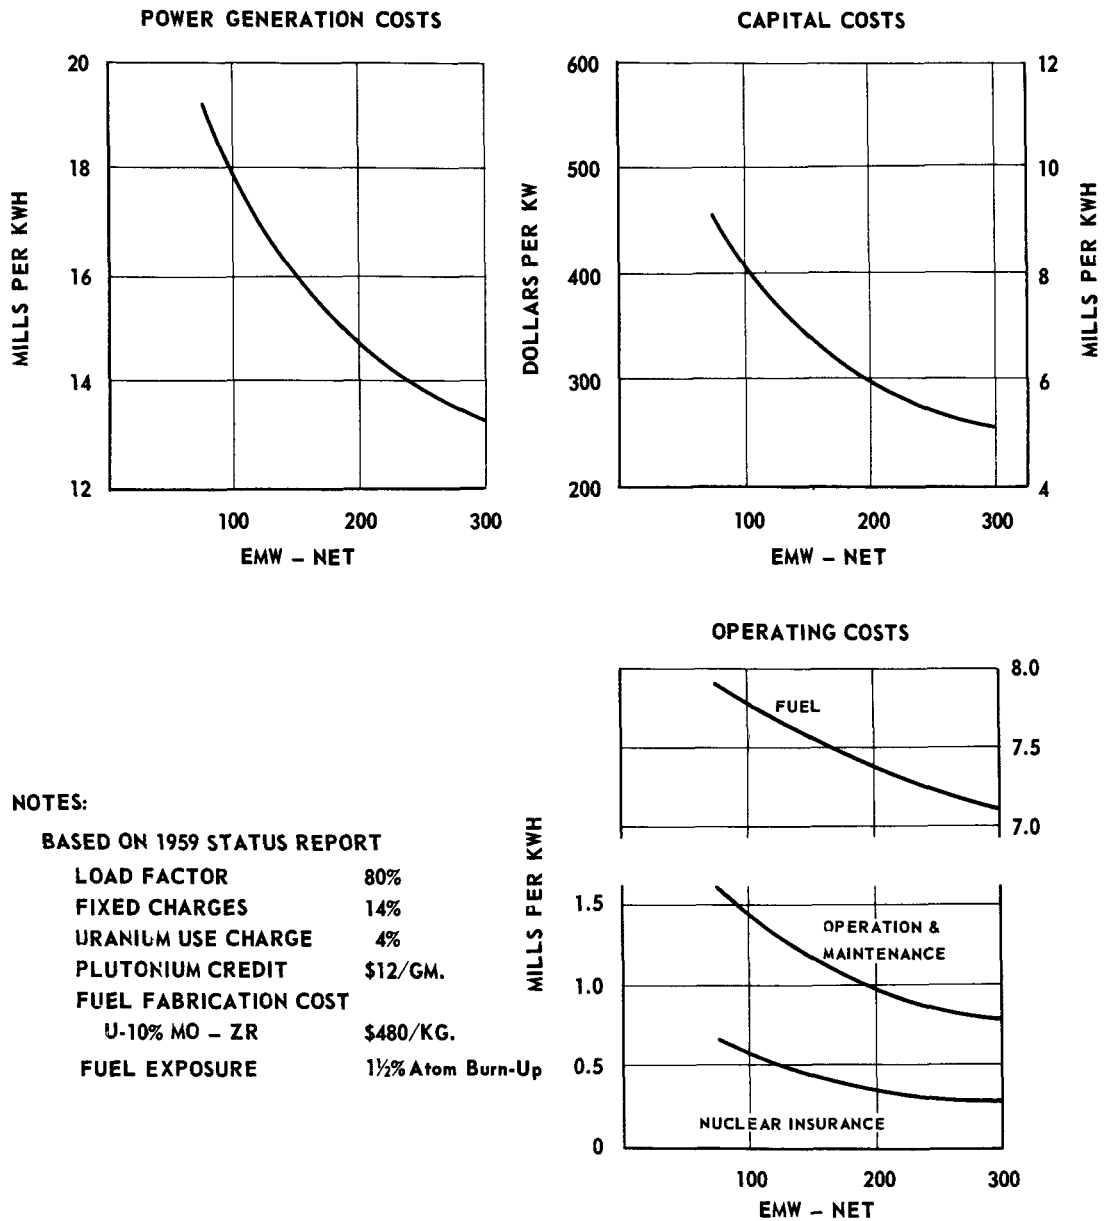 POWER GENERATION COSTS
20
18
16
14
12
MILLS PER KWH
100 200 300
EMW – NET
CAPITAL COSTS
600
500
400
300
200
DOLLARS PER KW
12
10
8
6
4
MILLS PER KWH
100 200 300
EMW – NET
OPERATING COSTS
FUEL
8.0
7.5
7.0
MILLS PER KWH
1.5
1.0
0.5
0
OPERATION &
MAINTENANCE
NUCLEAR INSURANCE
100 200 300
EMW – NET
NOTES:
BASED ON 1959 STATUS REPORT
LOAD FACTOR 80%
FIXED CHARGES 14%
URANIUM USE CHARGE 4%
PLUTONIUM CREDIT $12/GM.
FUEL FABRICATION COST
U-10% MO – ZR $480/KG.
FUEL EXPOSURE 1½% Atom Burn-Up